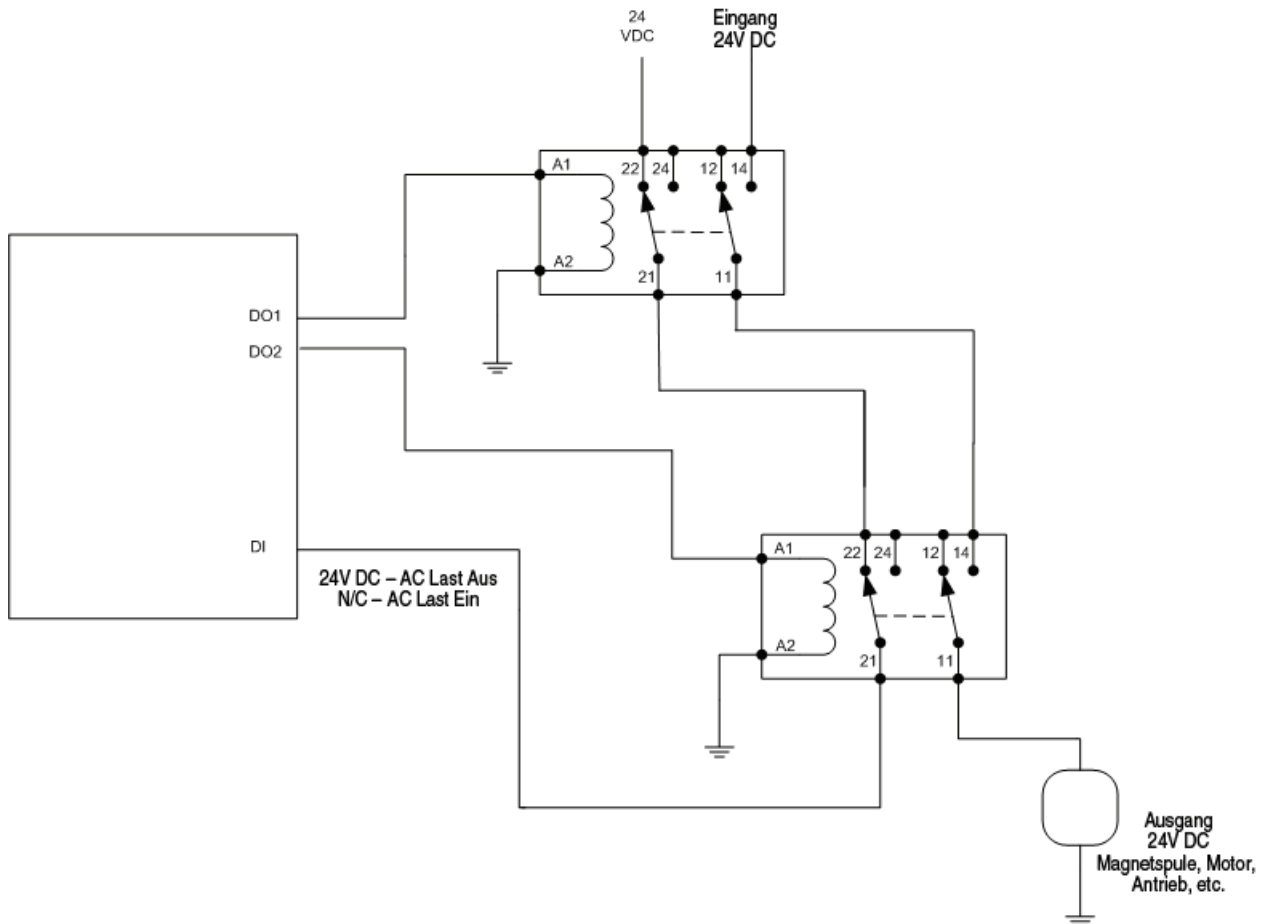 24
VDC
Eingang
24V DC
A1
22
24
12
14
A2
21
11
DO1
DO2
DI
24V DC – AC Last Aus
N/C – AC Last Ein
A1
22
24
12
14
A2
21
11
Ausgang
24V DC
Magnetspule, Motor,
Antrieb, etc.